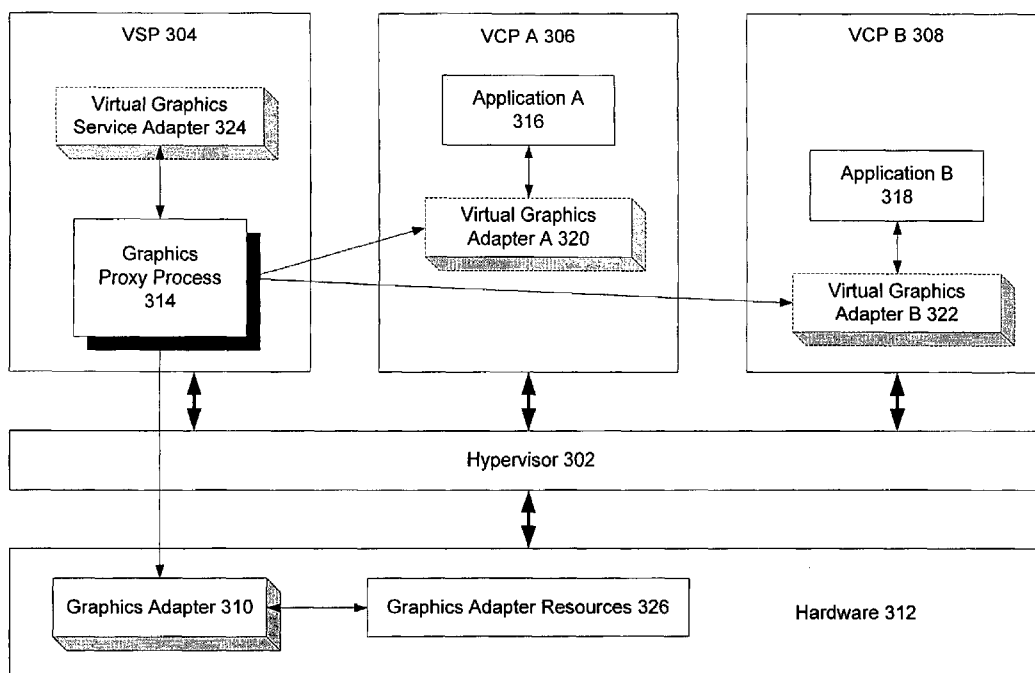 VSP 304
Virtual Graphics
Service Adapter 324
Graphics
Proxy Process
314
VCP A 306
Application A
316
Virtual Graphics
Adapter A 320
VCP B 308
Application B
318
Virtual Graphics
Adapter B 322
Hypervisor 302
Graphics Adapter 310
Graphics Adapter Resources 326
Hardware 312